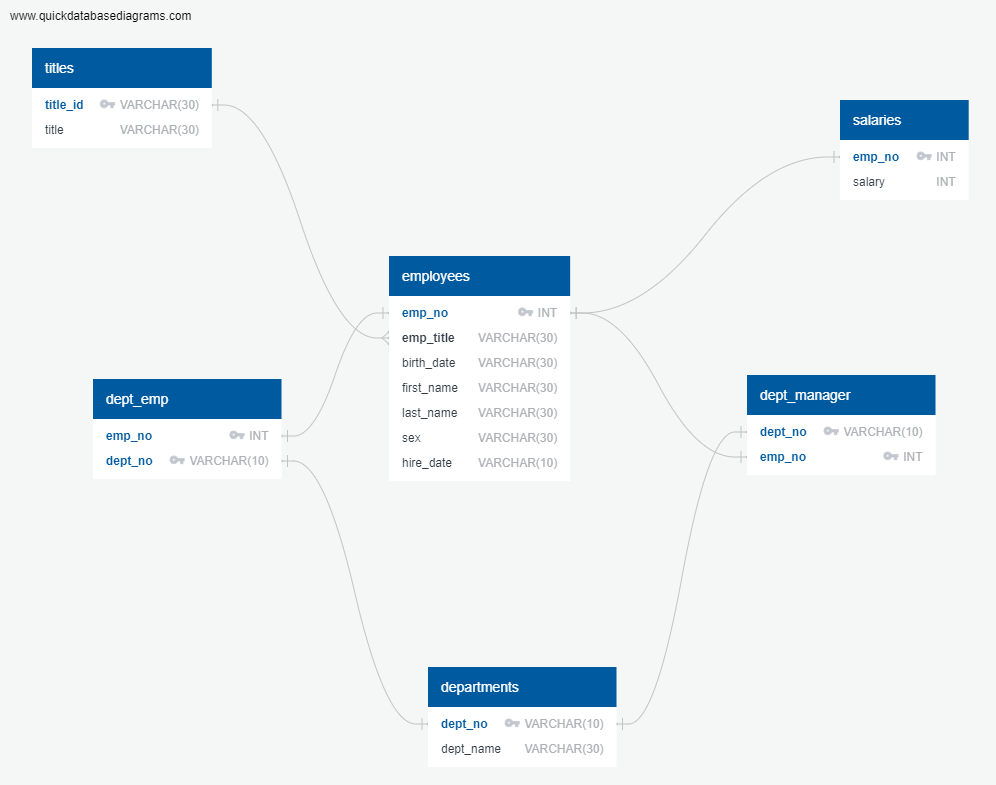 www.quickdatabasediagrams.com
titles
title_id VARCHAR(30)
title VARCHAR(30)
salaries
emp_no INT
salary INT
employees
emp_no INT
emp_title VARCHAR(30)
birth_date VARCHAR(30)
first_name VARCHAR(30)
last_name VARCHAR(30)
sex VARCHAR(30)
hire_date VARCHAR(10)
dept_emp
emp_no INT
dept_no VARCHAR(10)
dept_manager
dept_no VARCHAR(10)
emp_no INT
departments
dept_no VARCHAR(10)
dept_name VARCHAR(30)